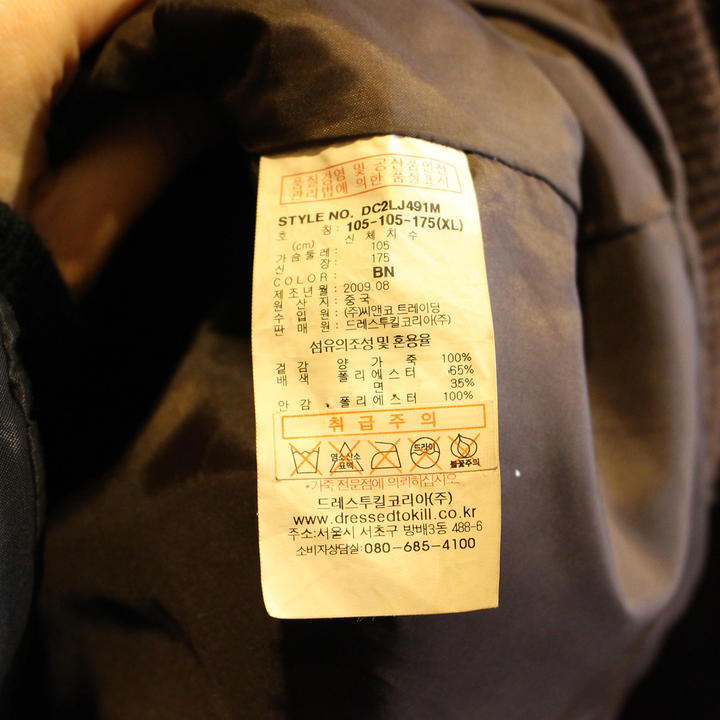 품질경영 및 공산품안전
관리법에 의한 품질표시
STYLE NO. DC2LJ491M
호 칭 : 105-105-175(XL)
신 체 치 수
(cm)
가슴둘레 : 105
신 장 : 175
COLOR : BN
제조년월 : 2009.08
원 산 지 : 중국
수 입 원 : (주)씨앤코 트레이딩
판 매 원 : 드레스투킬코리아(주)
섬유의조성 및 혼용율
겉 감 양 가 죽 100%
배 색 폴리에스터 65%
면 35%
안 감 폴리에스터 100%
취 급 주 의
염소산소 표백
드라이
불꽃주의
*가죽 전문점에 의뢰하십시오
드레스투킬코리아(주)
www.dressedtokill.co.kr
주소:서울시 서초구 방배3동 488-6
소비자상담실: 080-685-4100